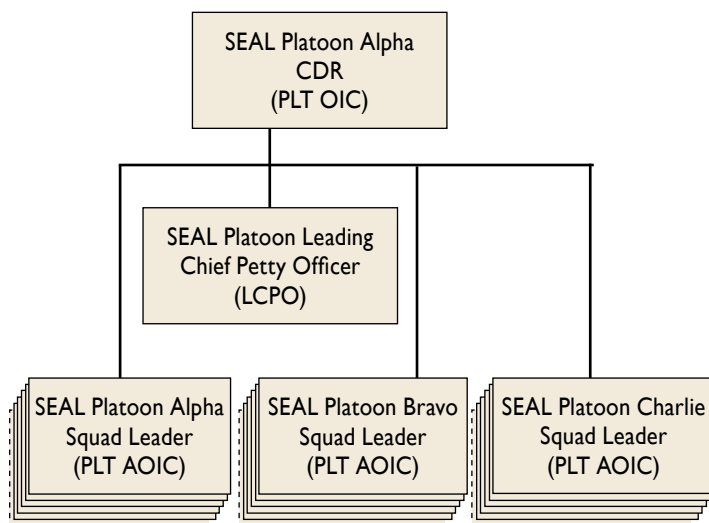 SEAL Platoon Alpha
CDR
(PLT OIC)
SEAL Platoon Leading
Chief Petty Officer
(LCPO)
SEAL Platoon Alpha
Squad Leader
(PLT AOIC)
SEAL Platoon Bravo
Squad Leader
(PLT AOIC)
SEAL Platoon Charlie
Squad Leader
(PLT AOIC)